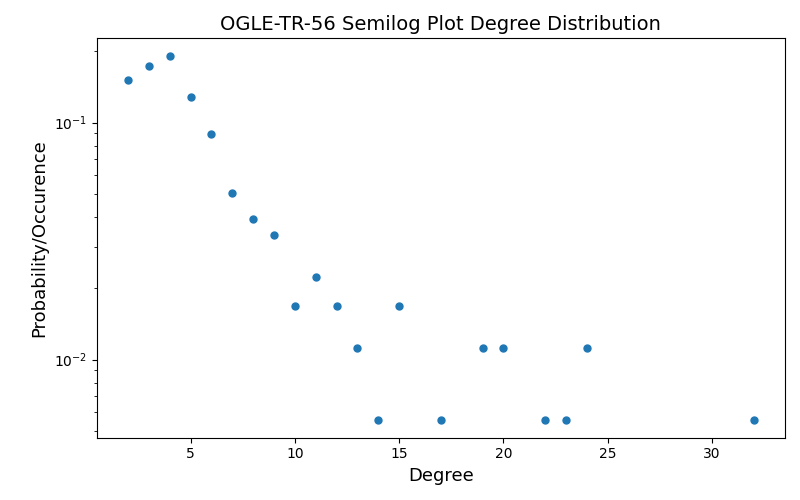 OGLE-TR-56 Semilog Plot Degree Distribution
Probability/Occurence
10⁻¹
10⁻²
5 10 15 20 25 30
Degree